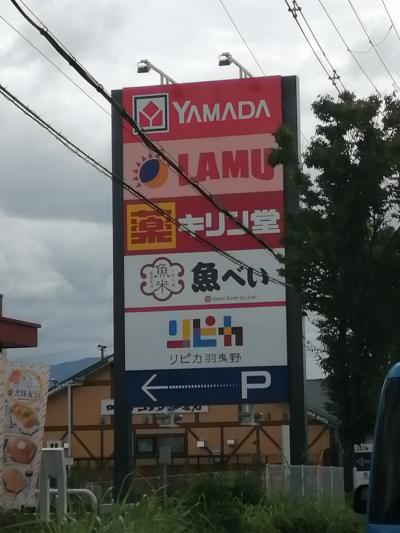 YAMADA
LAMU
薬 キリン堂
魚米 魚べい
Genki Sushi Co.,Ltd.
リピカ
リピカ羽曳野
P